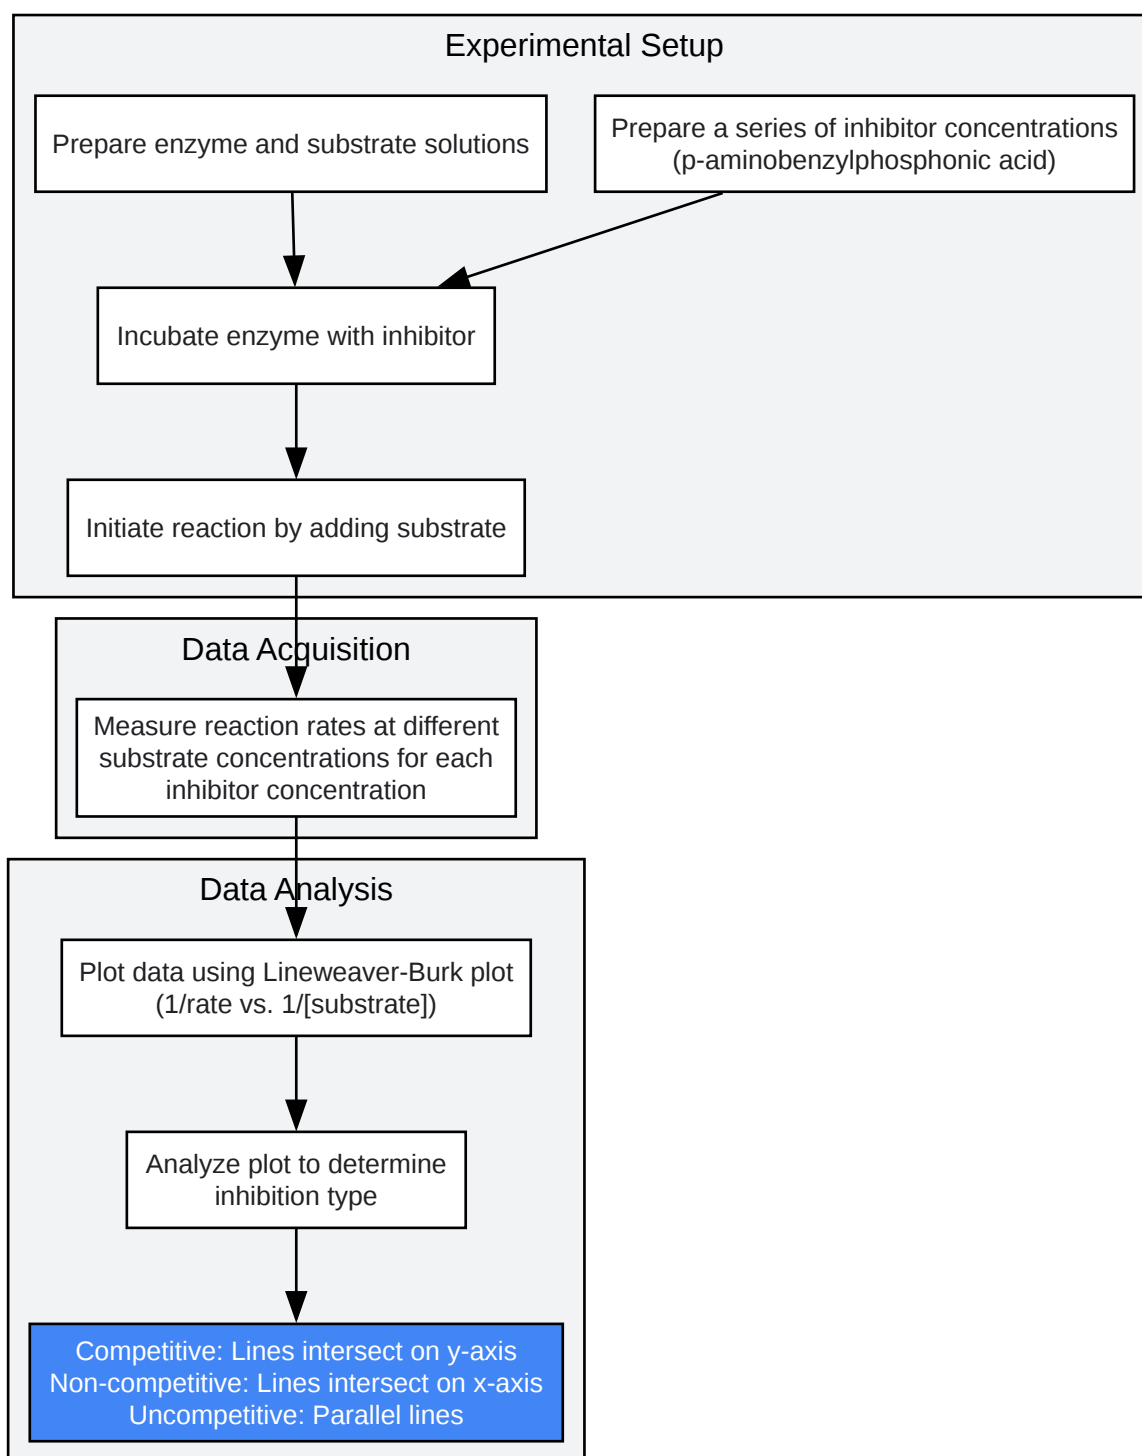 Experimental Setup
Prepare enzyme and substrate solutions
Prepare a series of inhibitor concentrations
(p-aminobenzylphosphonic acid)
Incubate enzyme with inhibitor
Initiate reaction by adding substrate
Data Acquisition
Measure reaction rates at different
substrate concentrations for each
inhibitor concentration
Data Analysis
Plot data using Lineweaver-Burk plot
(1/rate vs. 1/[substrate])
Analyze plot to determine
inhibition type
Competitive: Lines intersect on y-axis
Non-competitive: Lines intersect on x-axis
Uncompetitive: Parallel lines